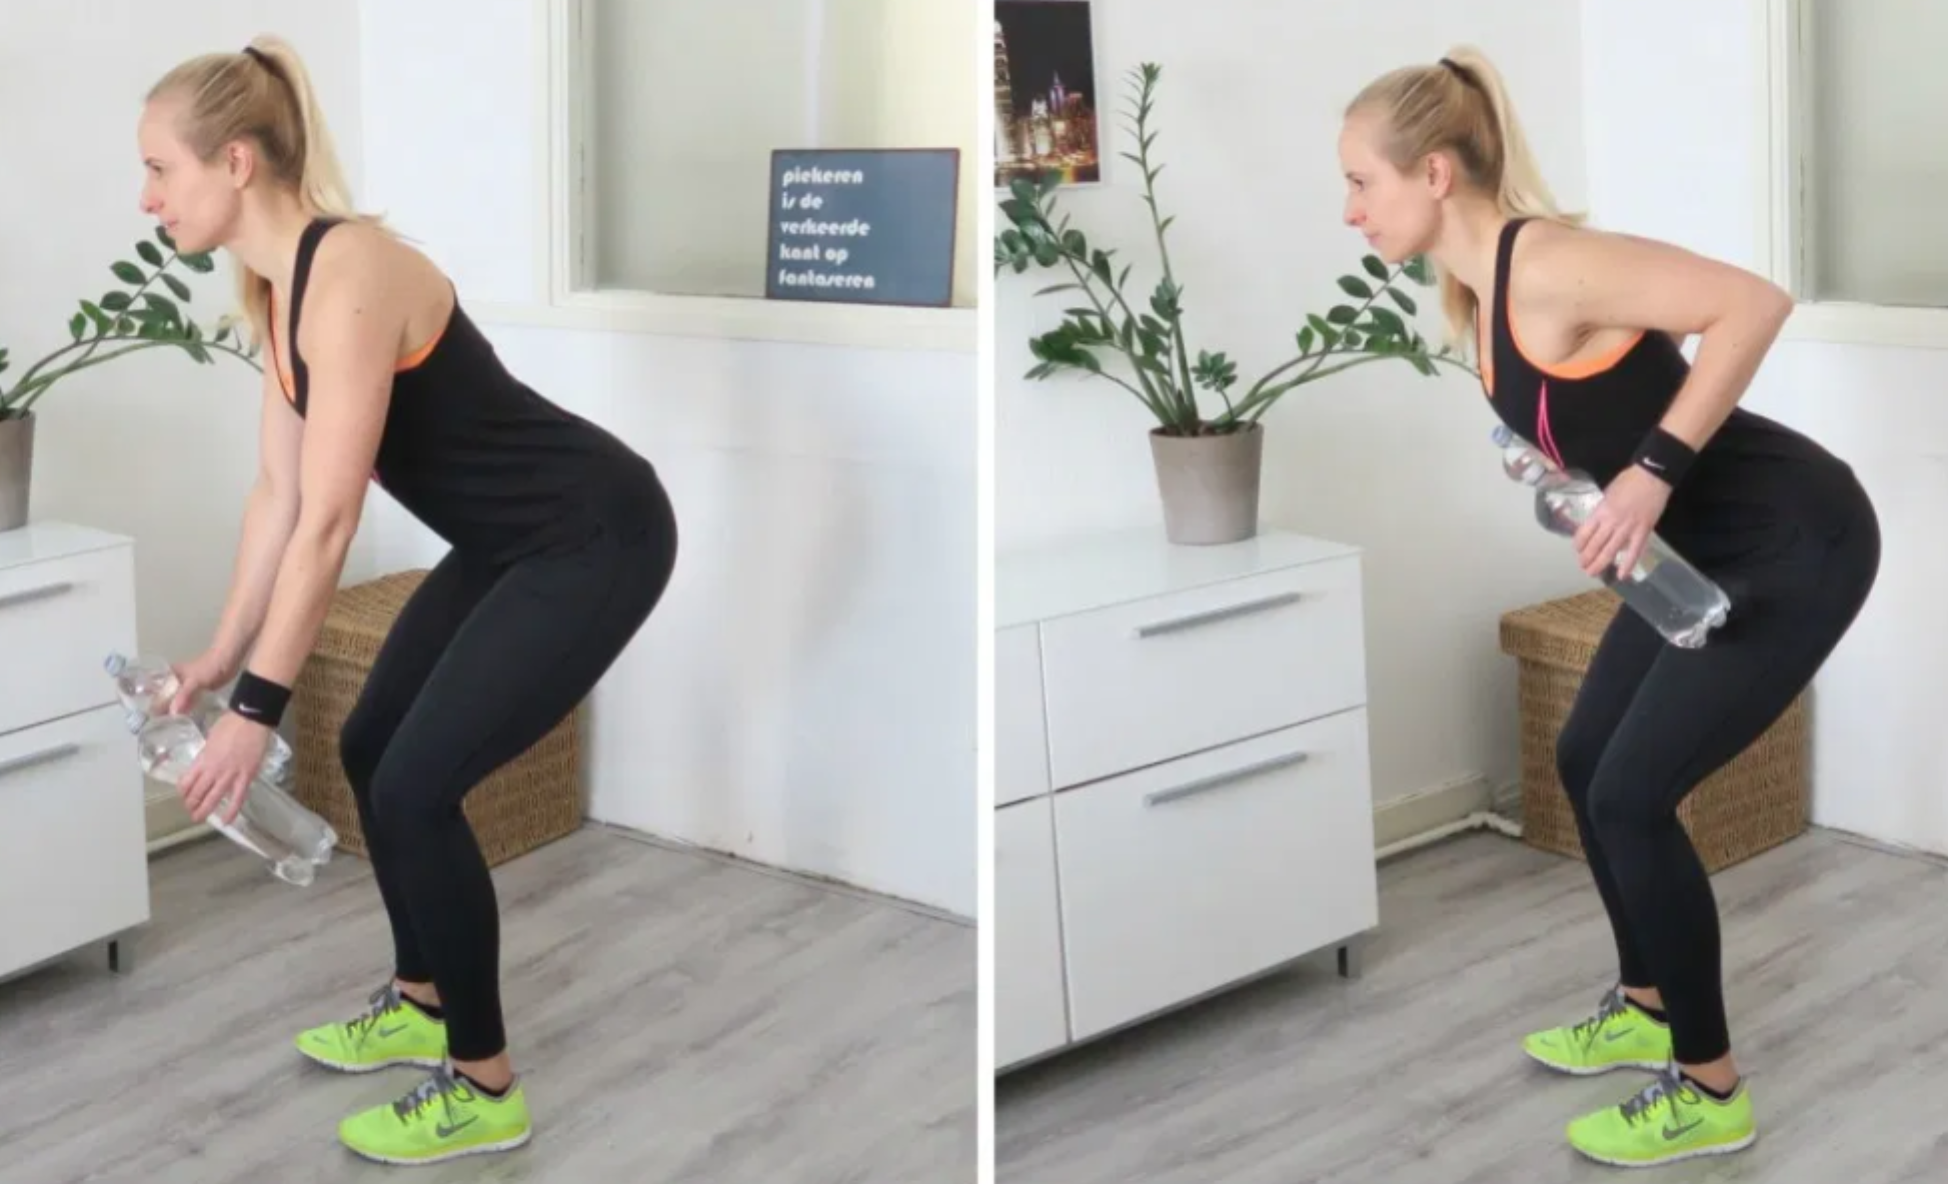 piekeren
is de
verkeerde
kant op
fantaseren